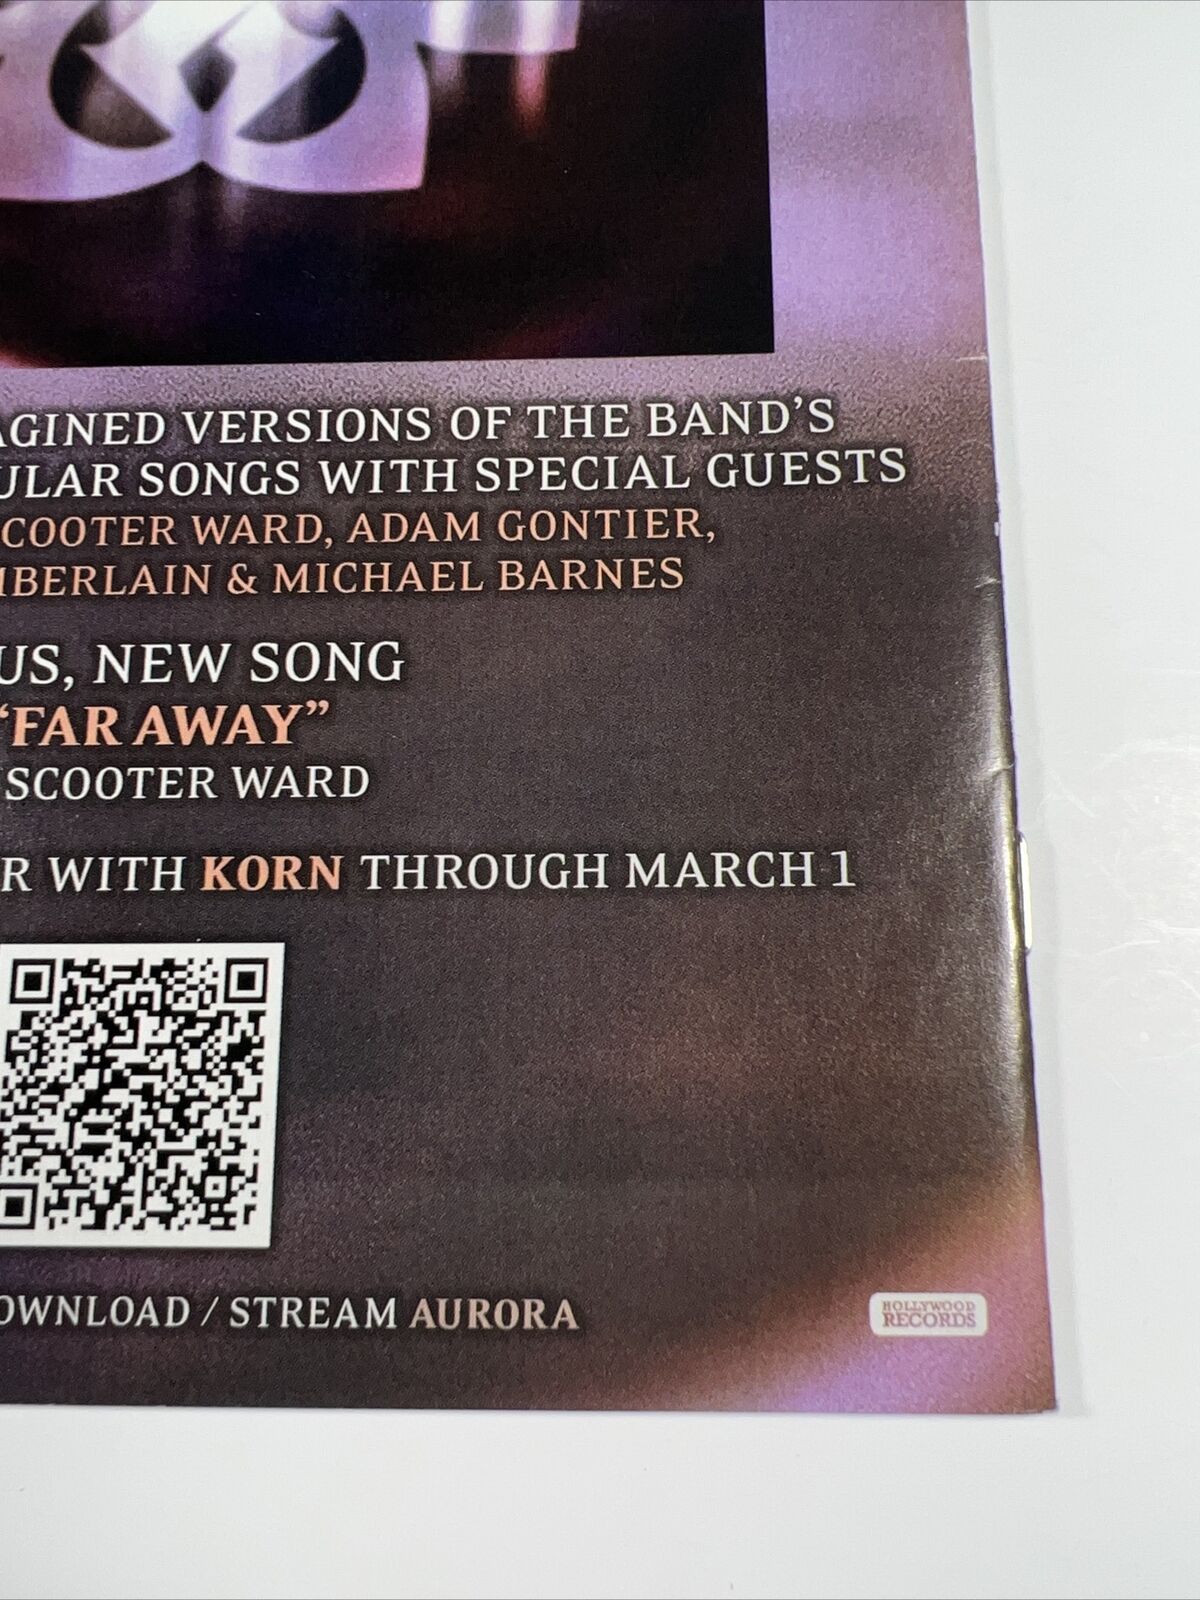 AGINED VERSIONS OF THE BAND'S
ULAR SONGS WITH SPECIAL GUESTS
COOTER WARD, ADAM GONTIER,
MBERLAIN & MICHAEL BARNES
US, NEW SONG
"FAR AWAY"
SCOOTER WARD
R WITH KORN THROUGH MARCH 1
OWNLOAD / STREAM AURORA
HOLLYWOOD
RECORDS